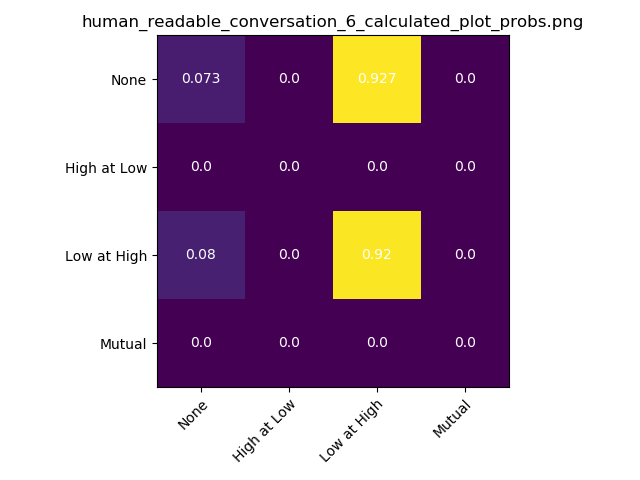 human_readable_conversation_6_calculated_plot_probs.png
None 0.073 0.0 0.927 0.0
High at Low 0.0 0.0 0.0 0.0
Low at High 0.08 0.0 0.92 0.0
Mutual 0.0 0.0 0.0 0.0
None High at Low Low at High Mutual